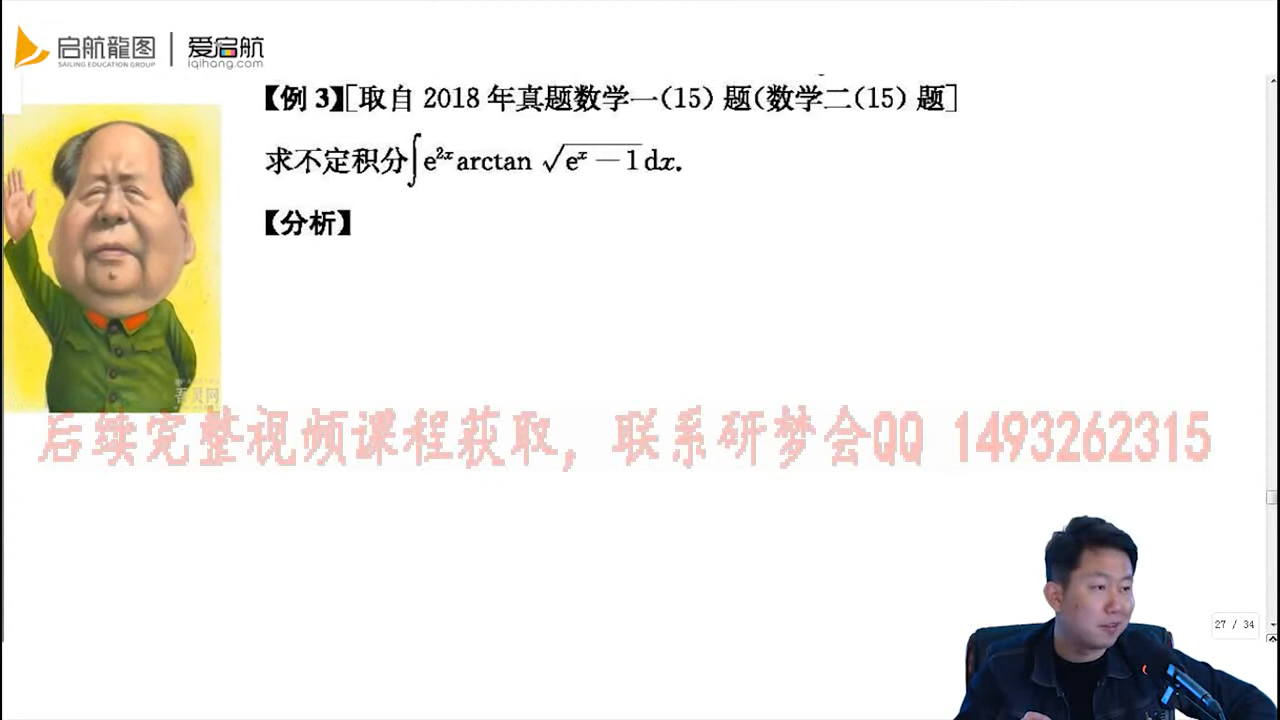 启航龍图
SAILING EDUCATION GROUP
爱启航
iqihang.com
【例 3】[取自 2018 年真题数学一(15) 题(数学二(15) 题]
求不定积分∫e²ˣarctan √(eˣ − 1)dx.
【分析】
后续完整视频课程获取，联系研梦会QQ 1493262315
27 / 34